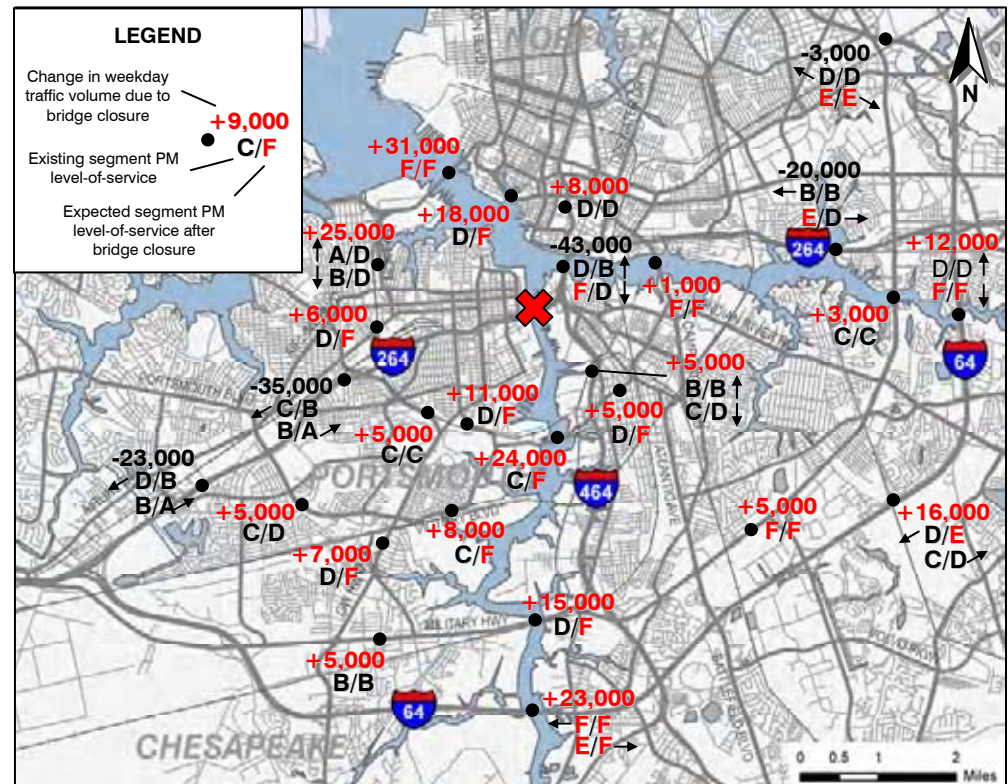 LEGEND
Change in weekday
traffic volume due to
bridge closure
+9,000
C/F
Existing segment PM
level-of-service
Expected segment PM
level-of-service after
bridge closure
NORFOLK
N
-3,000
D/D
E/E
+31,000
F/F
-20,000
B/B
E/D
+8,000
D/D
+18,000
D/F
+25,000
A/D
B/D
-43,000
D/B
F/D
264
+12,000
D/D
F/F
+1,000
F/F
+6,000
D/F
+3,000
C/C
264
64
PORTSMOUTH BLVD
-35,000
C/B
B/A
+5,000
B/B
C/D
+11,000
D/F
+5,000
D/F
+5,000
C/C
+24,000
C/F
PORTSMOUTH
-23,000
D/B
B/A
464
+5,000
C/D
+8,000
C/F
+5,000
F/F
+16,000
D/E
C/D
+7,000
D/F
+15,000
D/F
MILITARY HWY
+5,000
B/B
64
+23,000
F/F
E/F
CHESAPEAKE
0 0.5 1 2
Miles